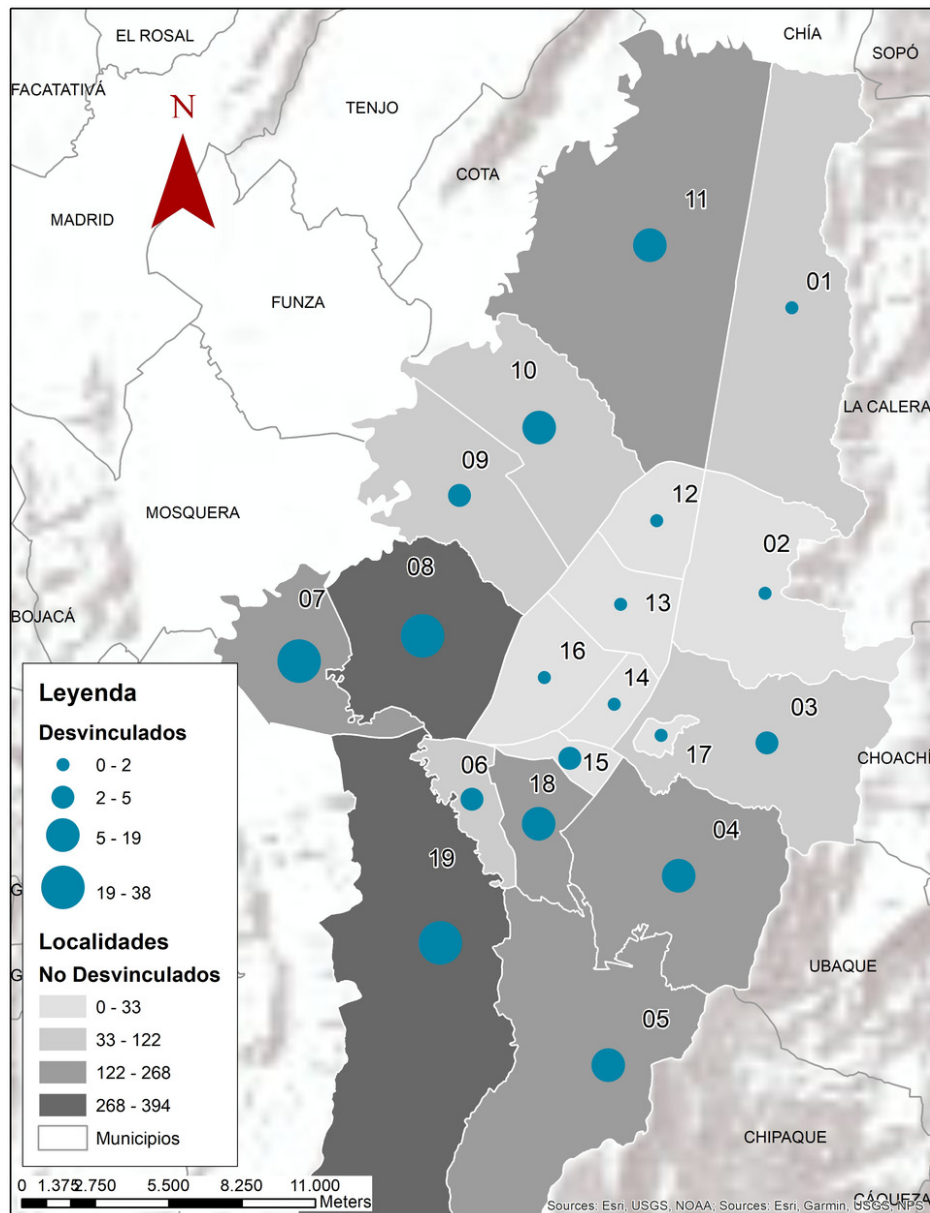 EL ROSAL
CHÍA
SOPÓ
FACATATIVÁ
N
TENJO
COTA
11
MADRID
01
FUNZA
10
LA CALERA
09
12
MOSQUERA
02
08
07
13
BOJACÁ
16
14
03
17
CHOACHÍ
15
06
18
04
19
UBAQUE
05
CHIPAQUE
CÁQUEZA
G
G
Leyenda
Desvinculados
0 - 2
2 - 5
5 - 19
19 - 38
Localidades
No Desvinculados
0 - 33
33 - 122
122 - 268
268 - 394
Municipios
0 1.375 2.750 5.500 8.250 11.000
Meters
Sources: Esri, USGS, NOAA; Sources: Esri, Garmin, USGS, NPS